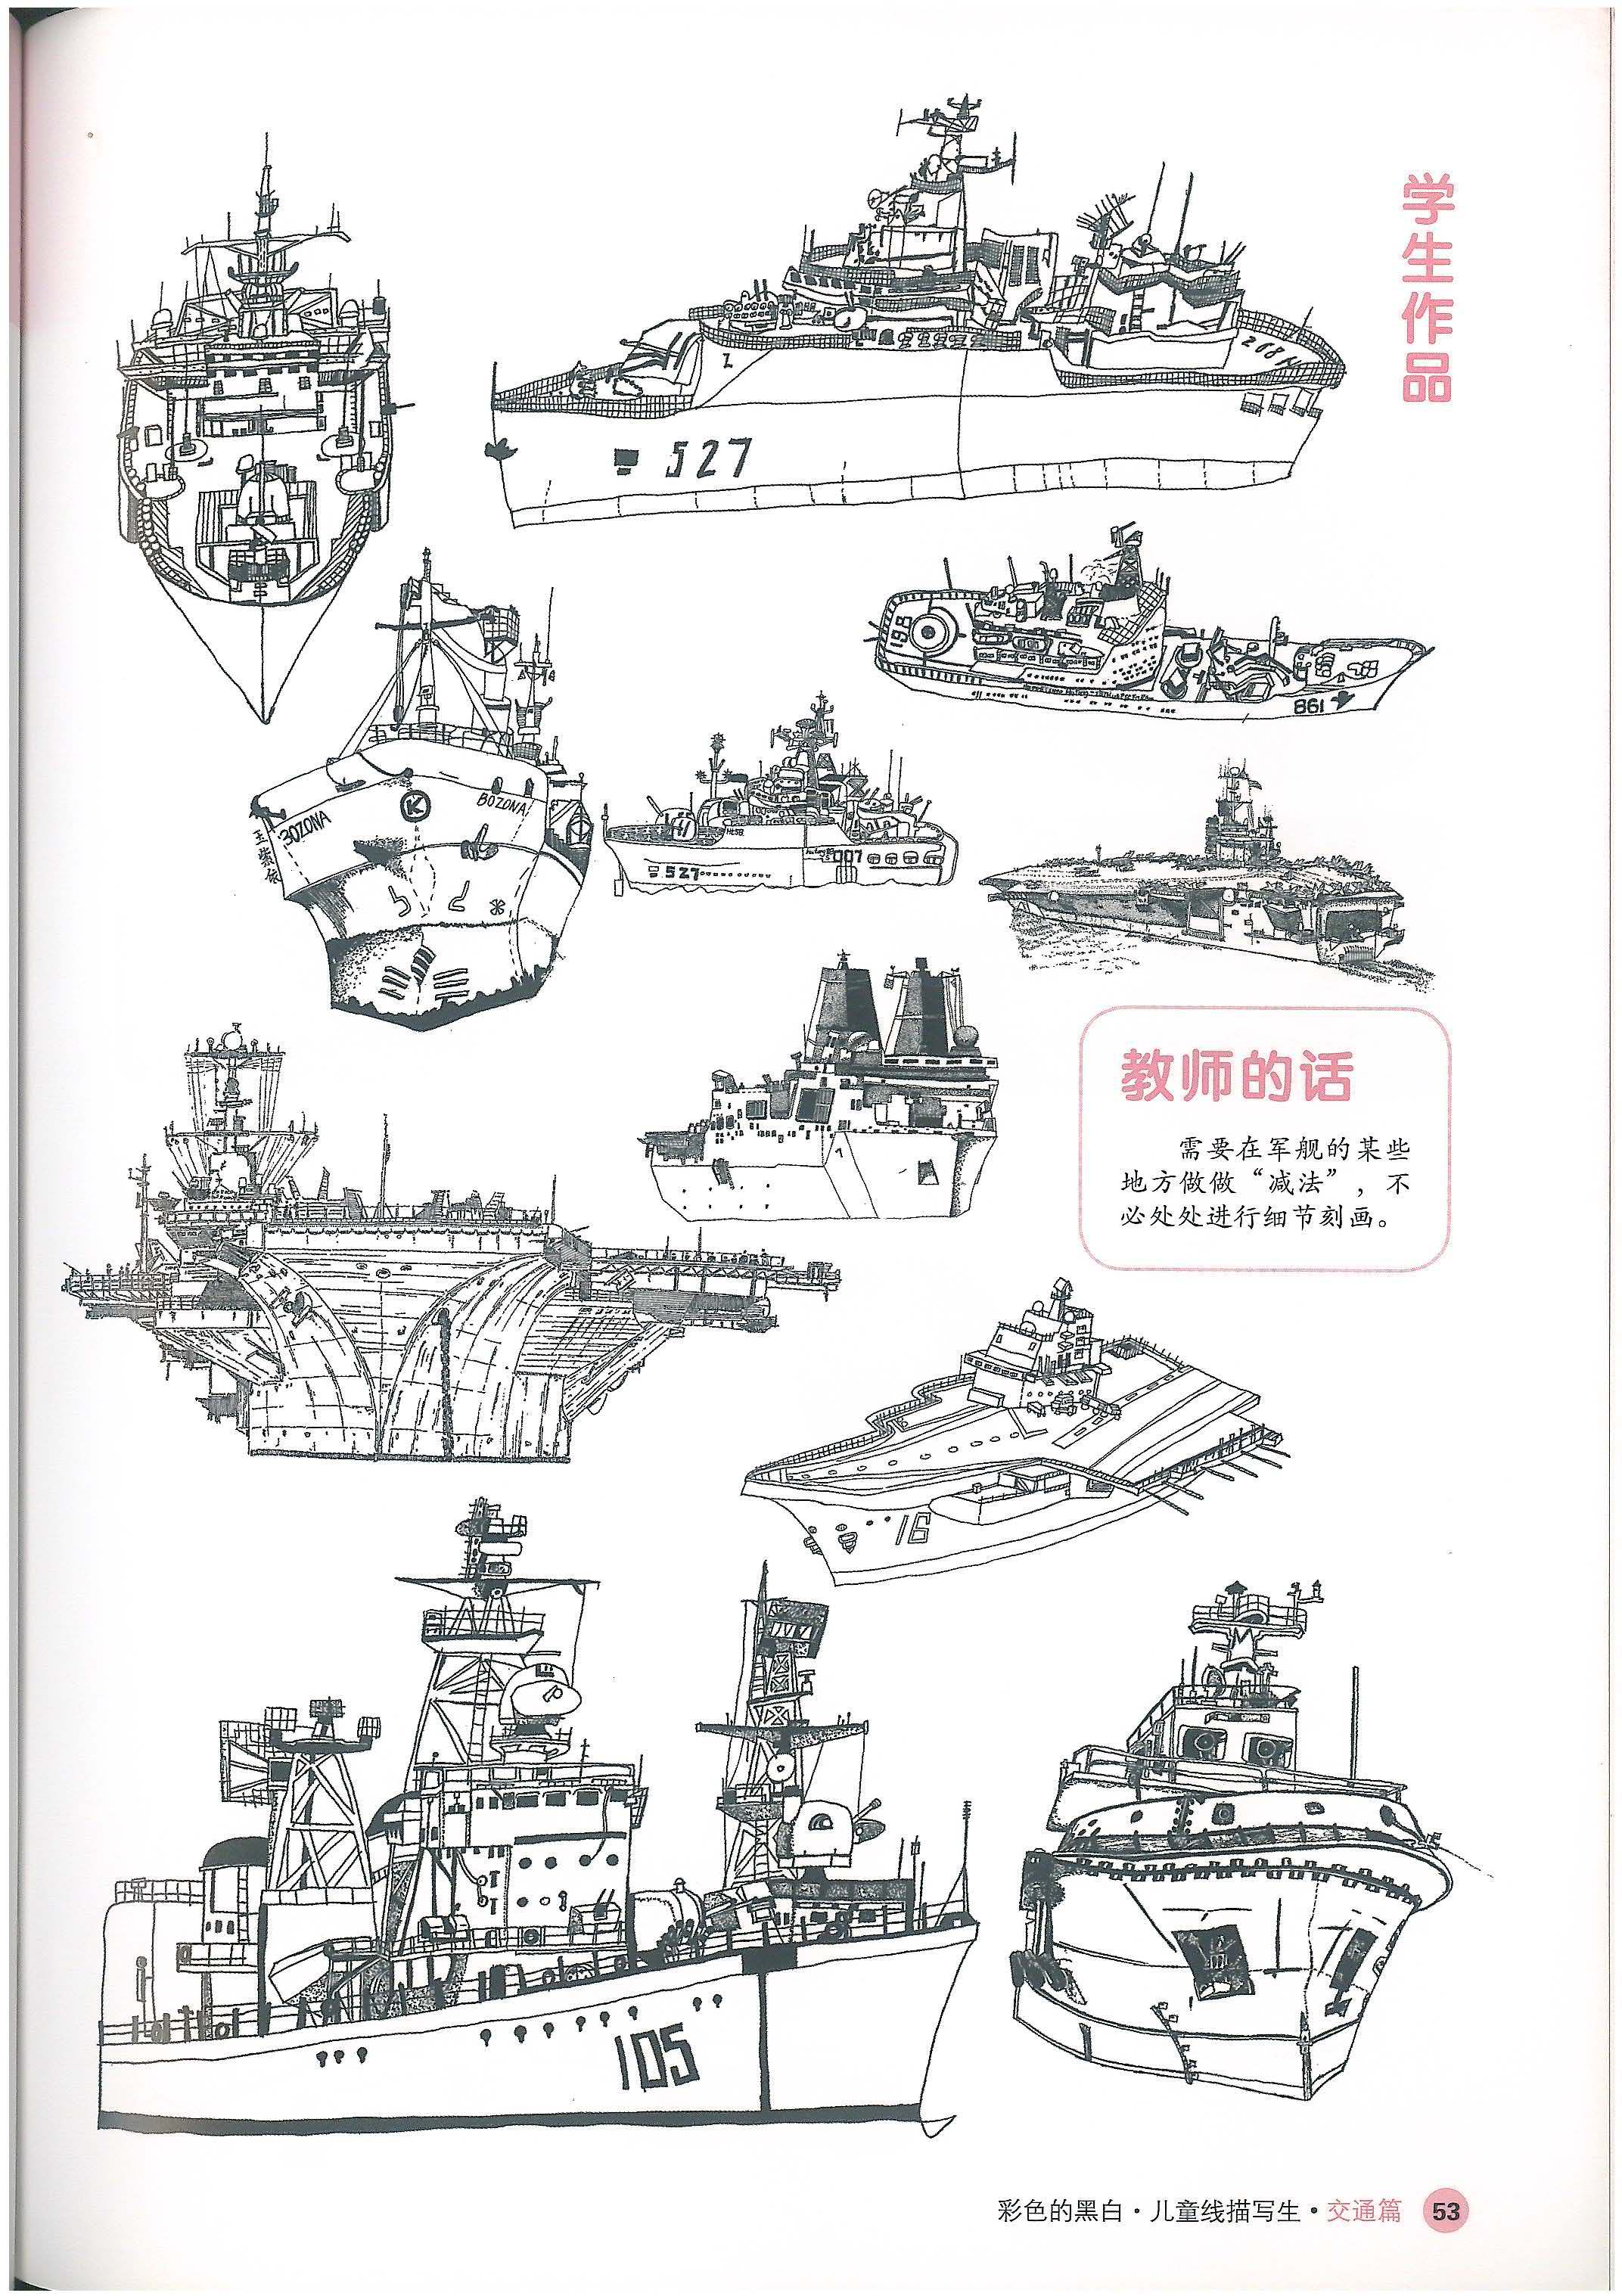 学生作品
Z
268
527
198
861
BOZONA
BOZONA
K
527
007
教师的话
需要在军舰的某些
地方做做“减法”，不
必处处进行细节刻画。
16
105
彩色的黑白·儿童线描写生·交通篇 53